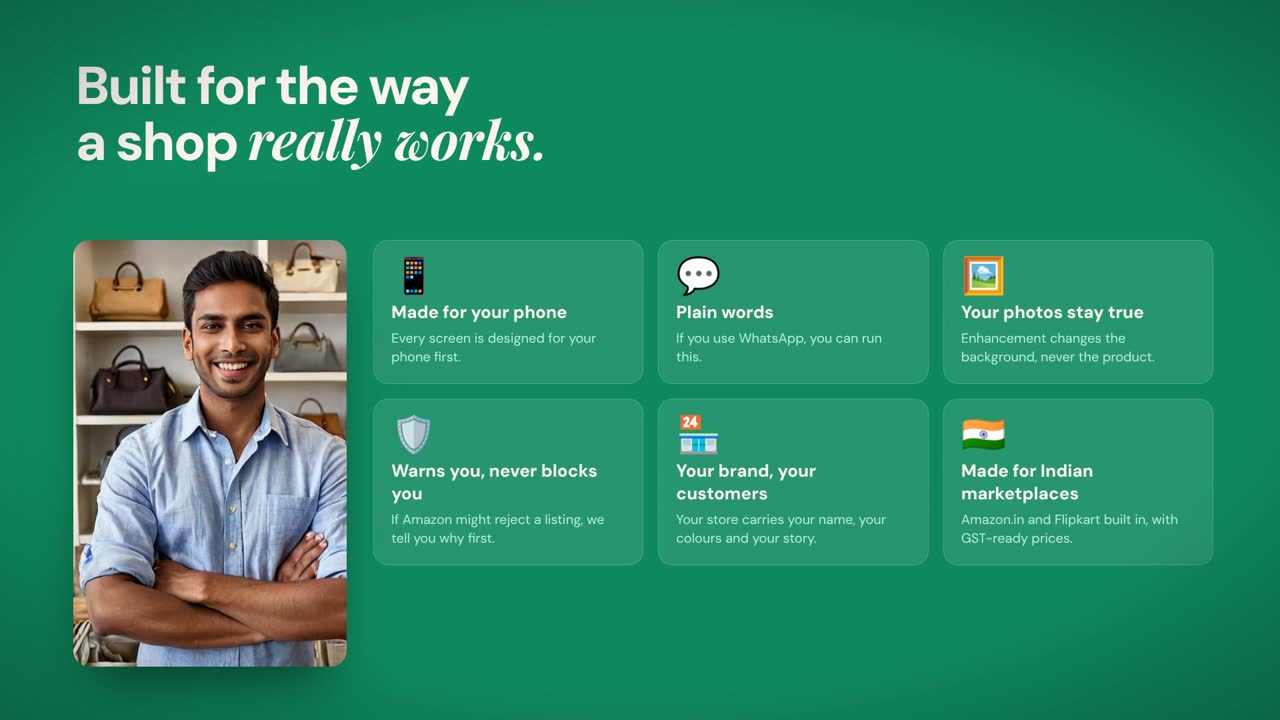 Built for the way
a shop really works.
Made for your phone
Every screen is designed for your
phone first.
Plain words
If you use WhatsApp, you can run
this.
Your photos stay true
Enhancement changes the
background, never the product.
Warns you, never blocks
you
If Amazon might reject a listing, we
tell you why first.
24
Your brand, your
customers
Your store carries your name, your
colours and your story.
Made for Indian
marketplaces
Amazon.in and Flipkart built in, with
GST-ready prices.